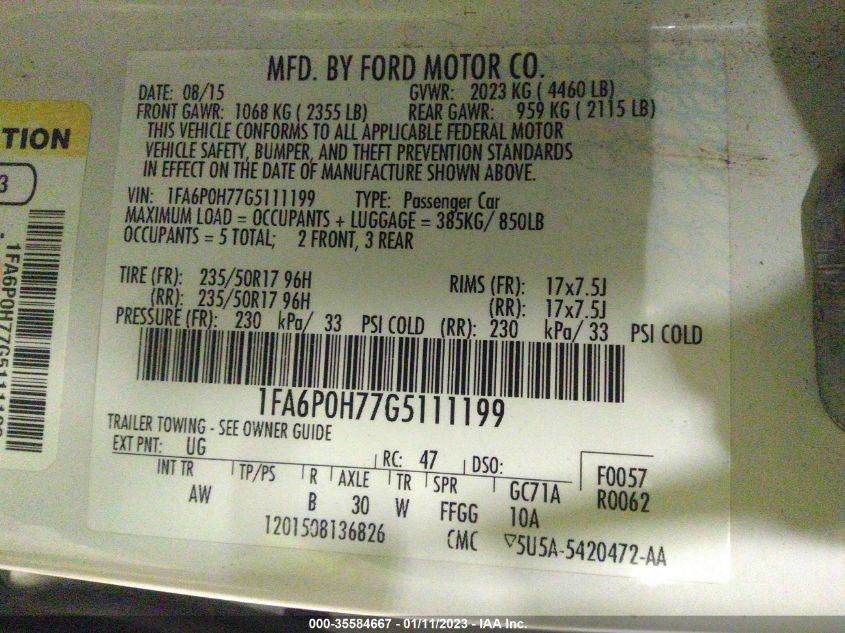 MFD. BY FORD MOTOR CO.
DATE: 08/15 GVWR: 2023 KG ( 4460 LB)
FRONT GAWR: 1068 KG ( 2355 LB) REAR GAWR: 959 KG ( 2115 LB)
THIS VEHICLE CONFORMS TO ALL APPLICABLE FEDERAL MOTOR
VEHICLE SAFETY, BUMPER, AND THEFT PREVENTION STANDARDS
IN EFFECT ON THE DATE OF MANUFACTURE SHOWN ABOVE.
VIN: 1FA6P0H77G5111199 TYPE: Passenger Car
MAXIMUM LOAD = OCCUPANTS + LUGGAGE = 385KG/ 850LB
OCCUPANTS = 5 TOTAL; 2 FRONT, 3 REAR
TIRE (FR): 235/50R17 96H RIMS (FR): 17x7.5J
(RR): 235/50R17 96H (RR): 17x7.5J
PRESSURE (FR): 230 kPa/ 33 PSI COLD (RR): 230 kPa/ 33 PSI COLD
1FA6P0H77G5111199
TRAILER TOWING - SEE OWNER GUIDE
EXT PNT: UG RC: 47 DSO: F0057
INT TR TP/PS R AXLE TR SPR GC71A R0062
AW B 30 W FFGG 10A
1201508136826 CMC ▽5U5A-5420472-AA
TION
3
1FA6P0H77G5111199
000-35584667 - 01/11/2023 - IAA Inc.